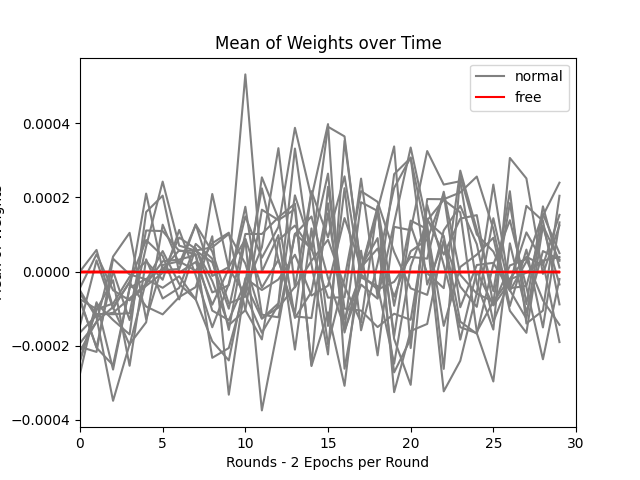 Mean of Weights over Time
normal
free
0.0004
0.0002
0.0000
−0.0002
−0.0004
0 5 10 15 20 25 30
Rounds - 2 Epochs per Round